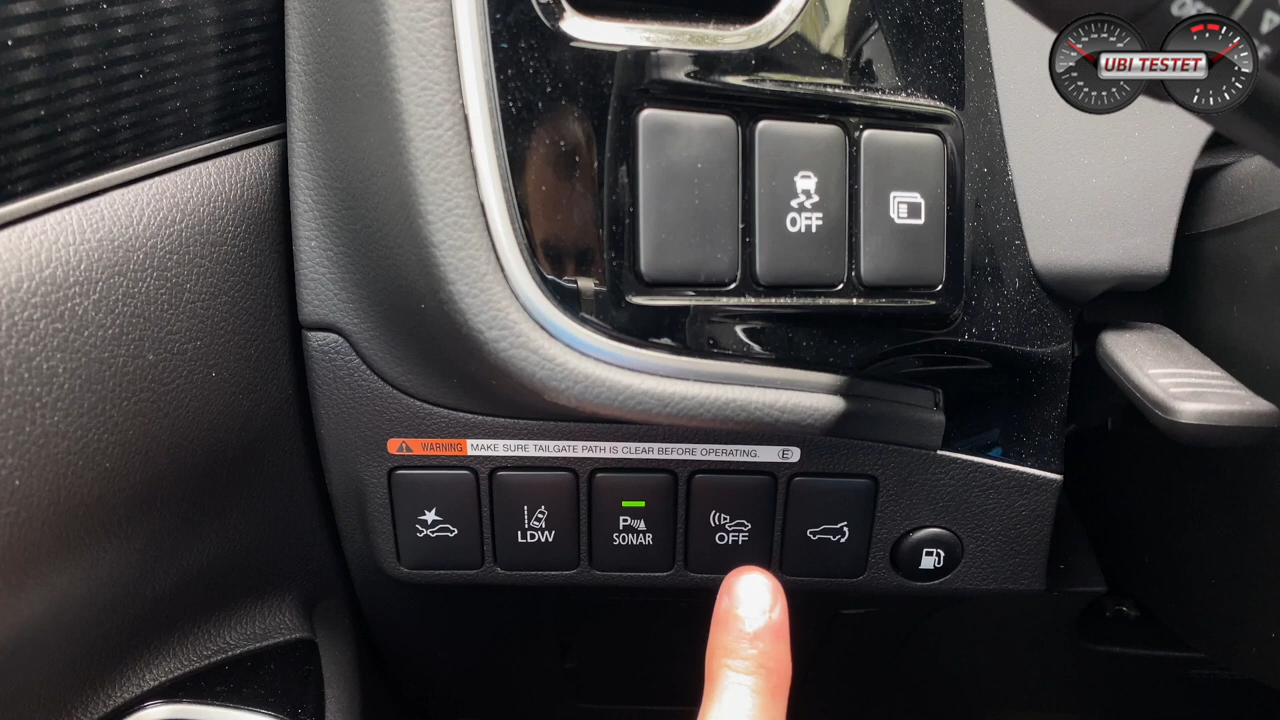 UBI TESTET
OFF
WARNING MAKE SURE TAILGATE PATH IS CLEAR BEFORE OPERATING. E
LDW
P
SONAR
OFF